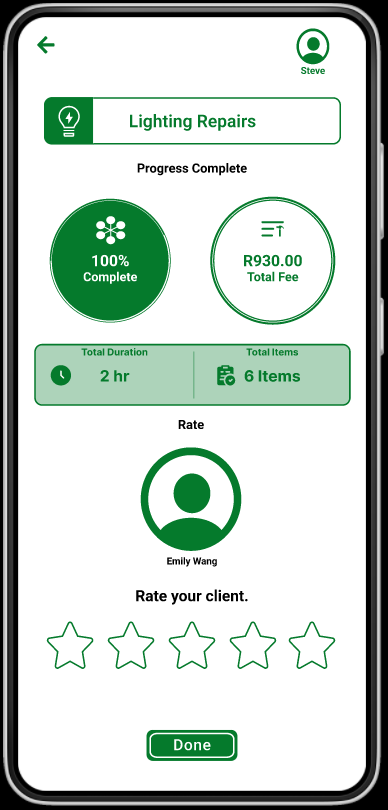 Steve
Lighting Repairs
Progress Complete
100%
Complete
R930.00
Total Fee
Total Duration
2 hr
Total Items
6 Items
Rate
Emily Wang
Rate your client.
Done